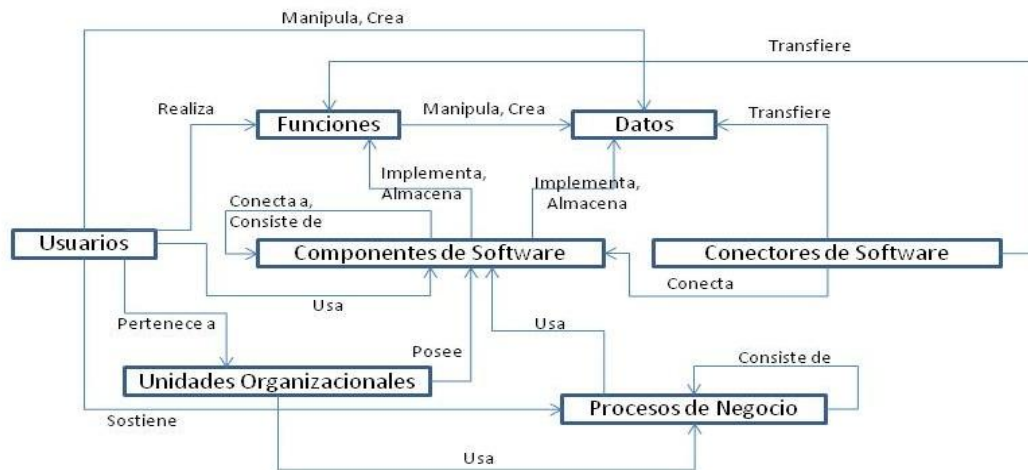 Manipula, Crea
Transfiere
Realiza
Funciones
Manipula, Crea
Datos
Transfiere
Implementa,
Almacena
Implementa,
Almacena
Conecta a,
Consiste de
Usuarios
Componentes de Software
Conectores de Software
Usa
Conecta
Pertenece a
Usa
Posee
Consiste de
Unidades Organizacionales
Procesos de Negocio
Sostiene
Usa